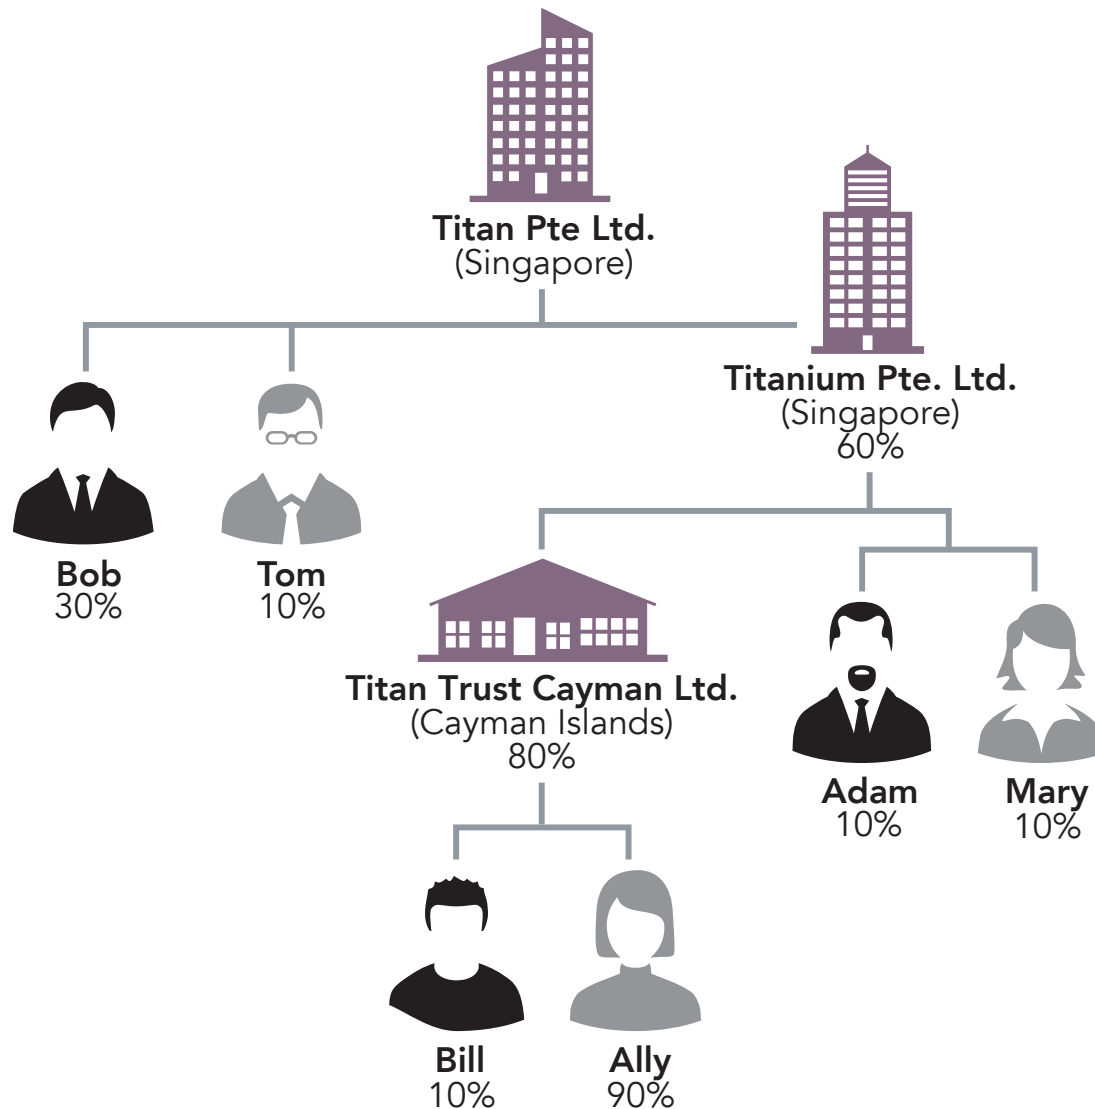 Titan Pte Ltd.
(Singapore)
Titanium Pte. Ltd.
(Singapore)
60%
Bob
30%
Tom
10%
Titan Trust Cayman Ltd.
(Cayman Islands)
80%
Adam
10%
Mary
10%
Bill
10%
Ally
90%